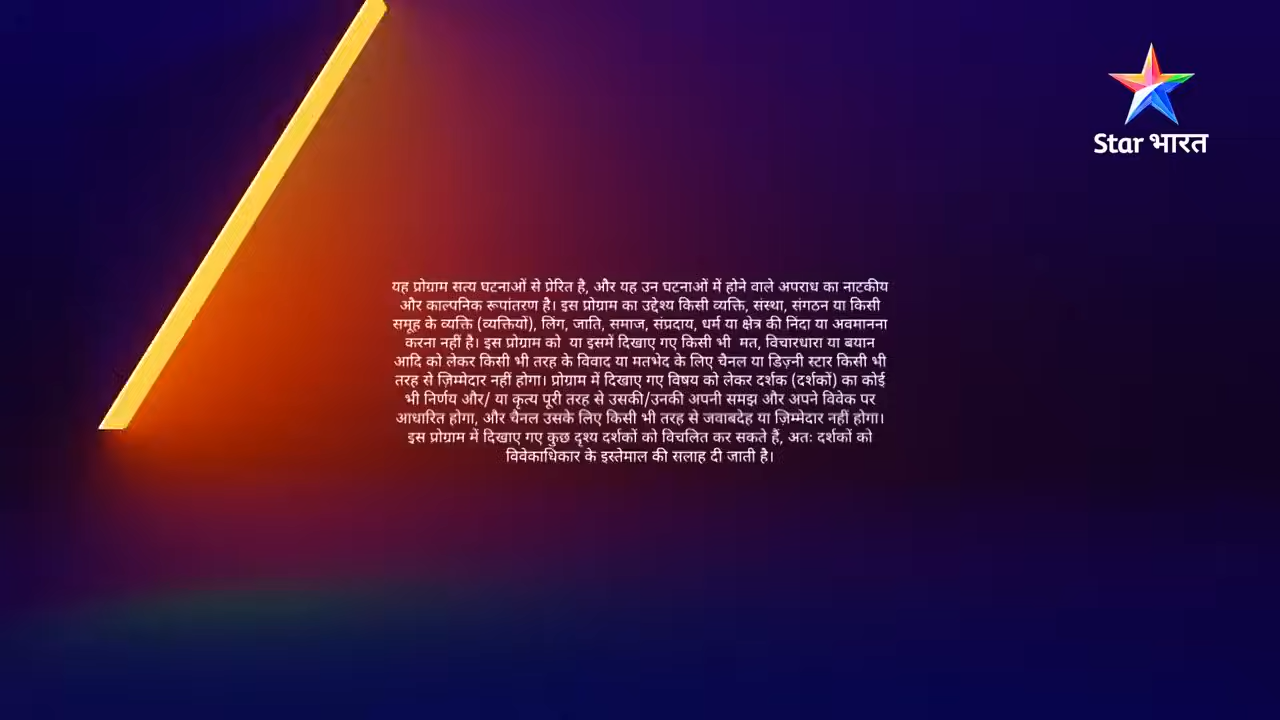 Star भारत
यह प्रोग्राम सत्य घटनाओं से प्रेरित है, और यह उन घटनाओं में होने वाले अपराध का नाटकीय
और काल्पनिक रूपांतरण है। इस प्रोग्राम का उद्देश्य किसी व्यक्ति, संस्था, संगठन या किसी
समूह के व्यक्ति (व्यक्तियों), लिंग, जाति, समाज, संप्रदाय, धर्म या क्षेत्र की निंदा या अवमानना
करना नहीं है। इस प्रोग्राम को या इसमें दिखाए गए किसी भी मत, विचारधारा या बयान
आदि को लेकर किसी भी तरह के विवाद या मतभेद के लिए चैनल या डिज़्नी स्टार किसी भी
तरह से ज़िम्मेदार नहीं होगा। प्रोग्राम में दिखाए गए विषय को लेकर दर्शक (दर्शकों) का कोई
भी निर्णय और/ या कृत्य पूरी तरह से उसकी/उनकी अपनी समझ और अपने विवेक पर
आधारित होगा, और चैनल उसके लिए किसी भी तरह से जवाबदेह या ज़िम्मेदार नहीं होगा।
इस प्रोग्राम में दिखाए गए कुछ दृश्य दर्शकों को विचलित कर सकते हैं, अतः दर्शकों को
विवेकाधिकार के इस्तेमाल की सलाह दी जाती है।